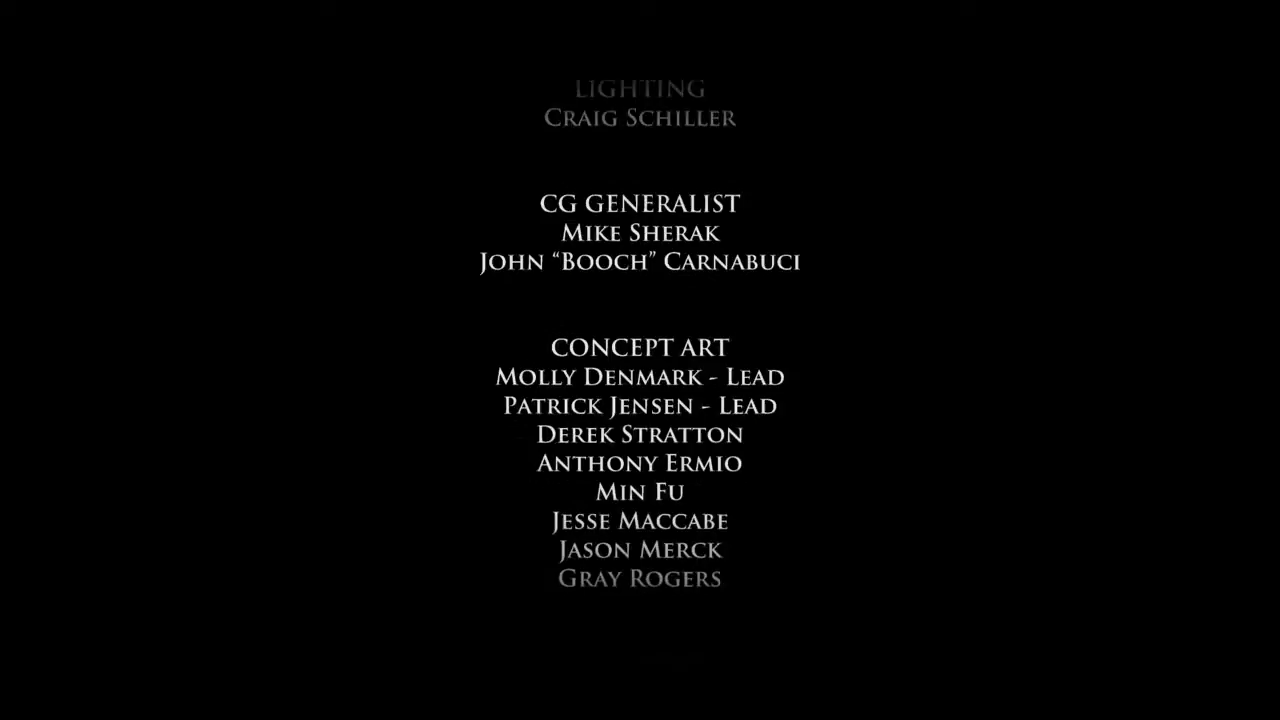 LIGHTING
CRAIG SCHILLER
CG GENERALIST
MIKE SHERAK
JOHN “BOOCH” CARNABUCI
CONCEPT ART
MOLLY DENMARK - LEAD
PATRICK JENSEN - LEAD
DEREK STRATTON
ANTHONY ERMIO
MIN FU
JESSE MACCABE
JASON MERCK
GRAY ROGERS